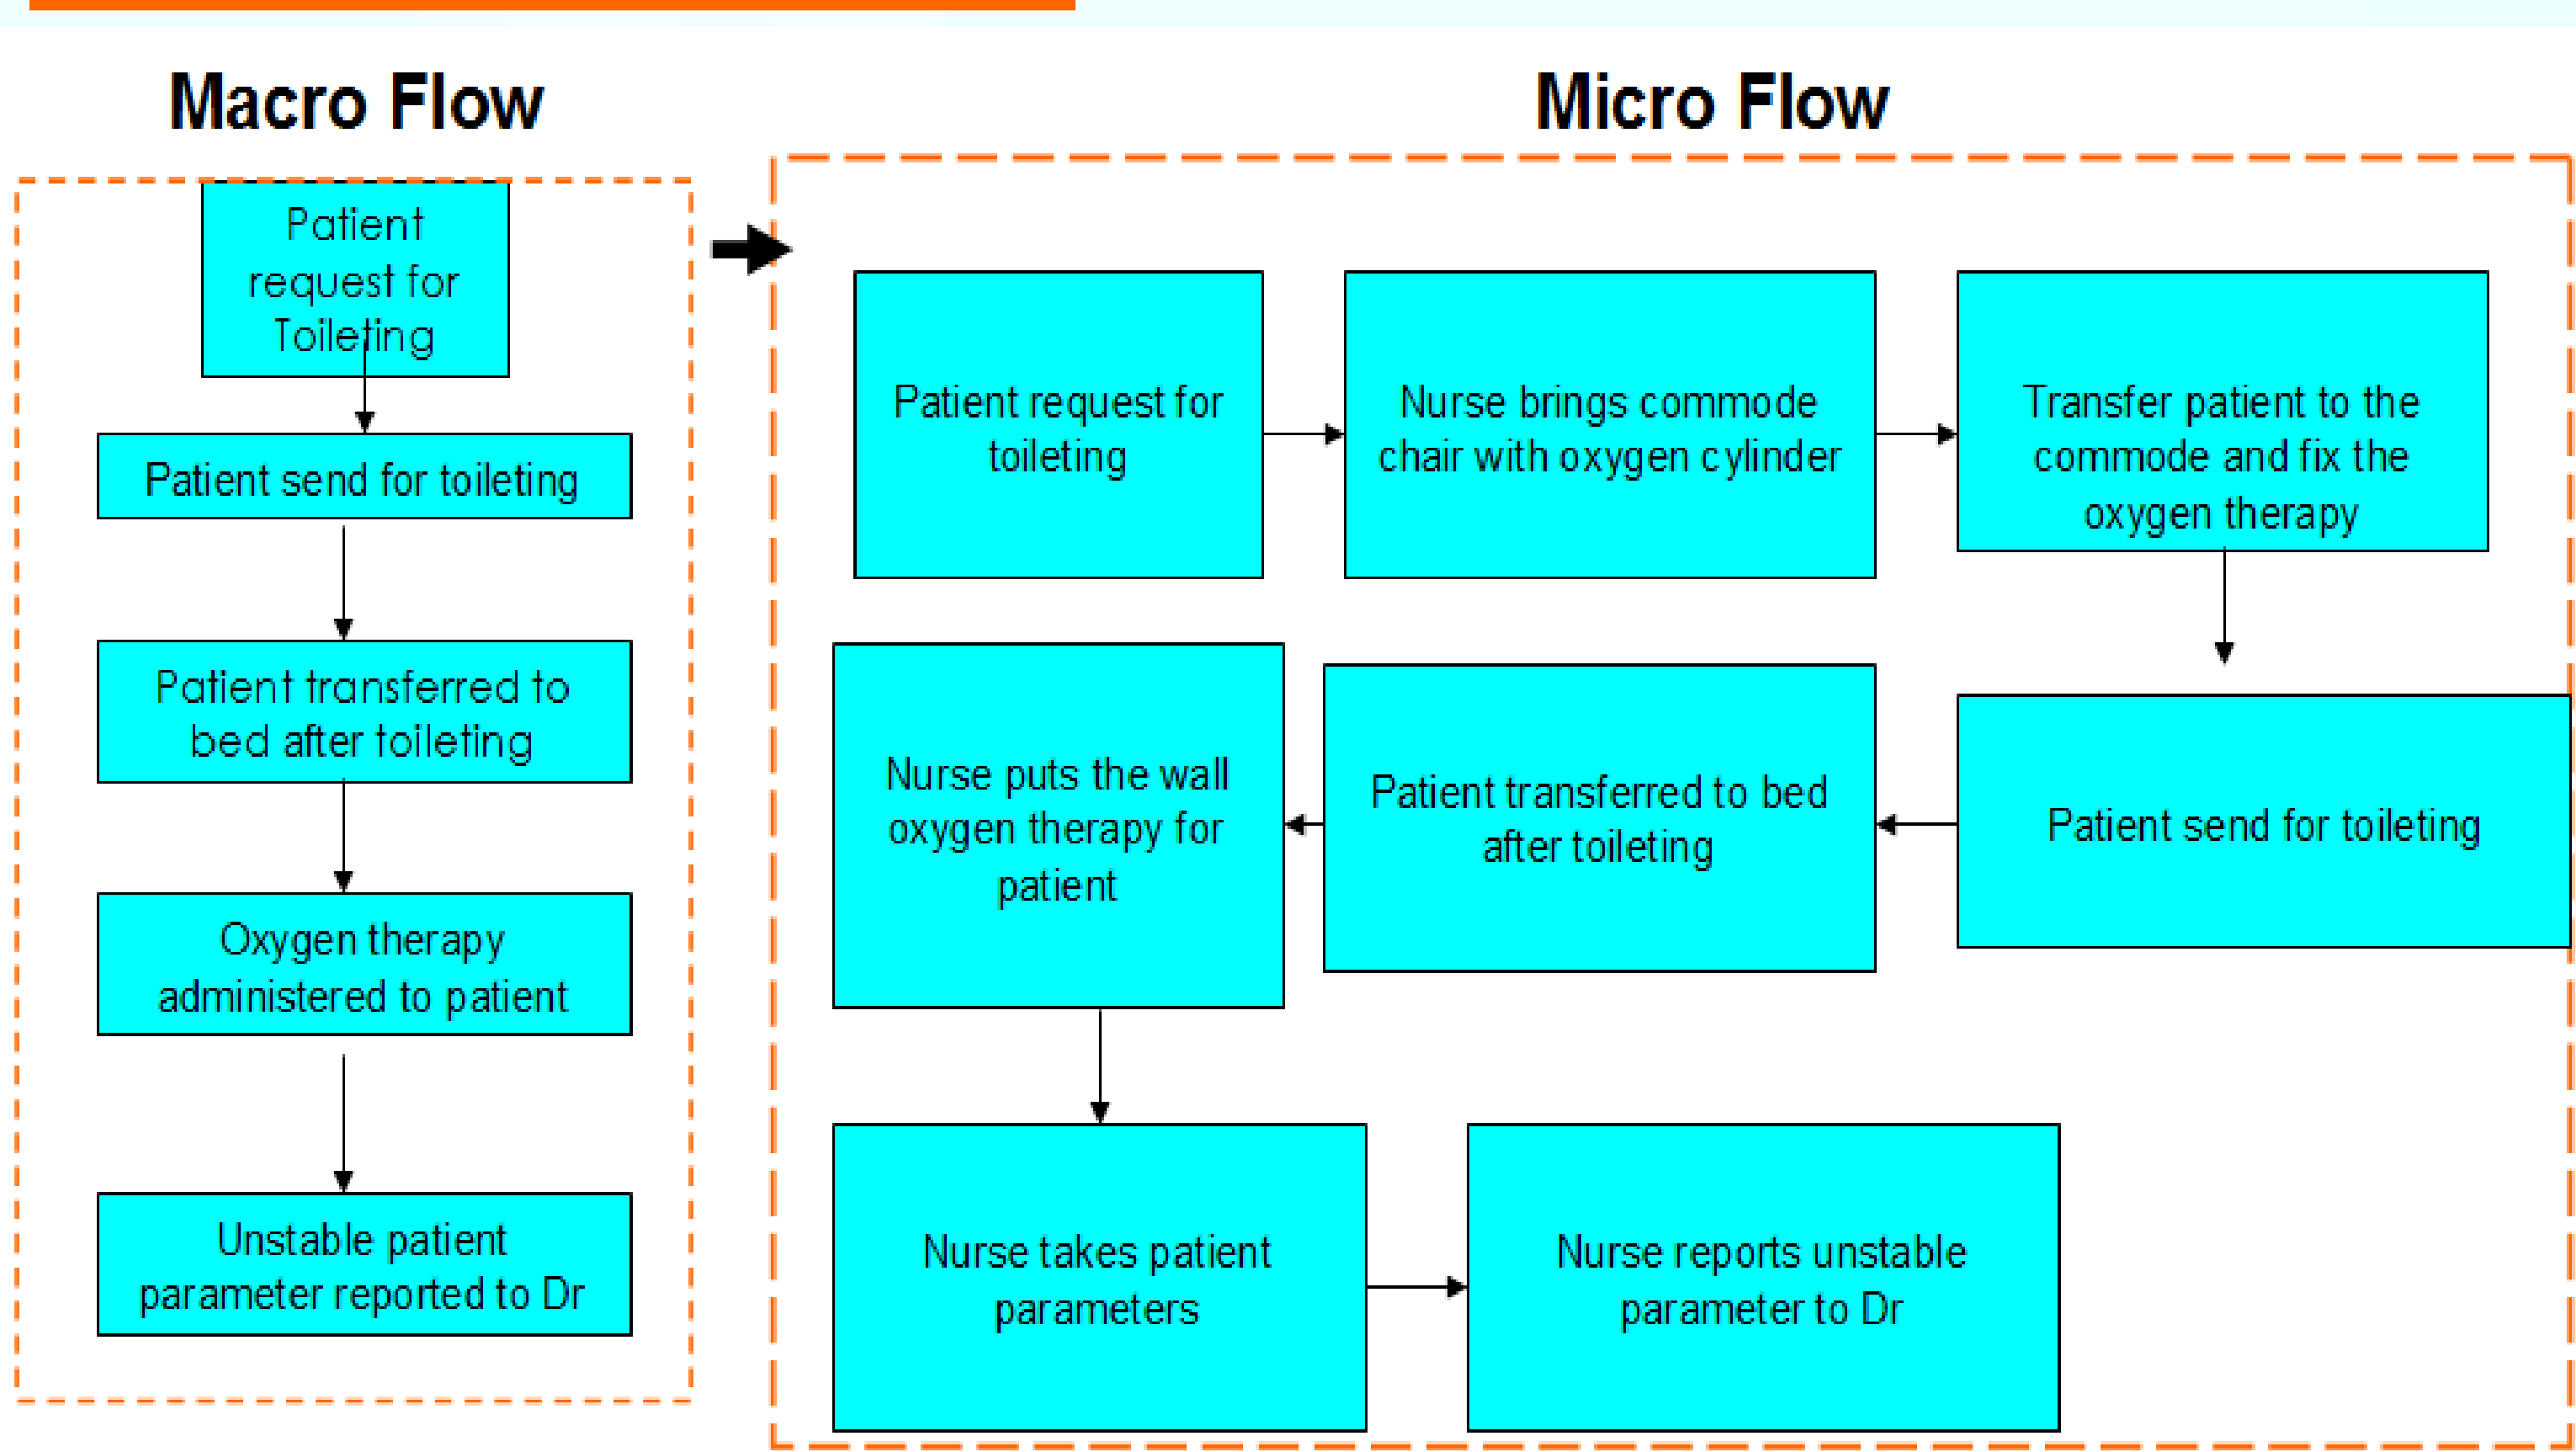 Macro Flow
Patient
request for
Toileting
Patient send for toileting
Patient transferred to
bed after toileting
Oxygen therapy
administered to patient
Unstable patient
parameter reported to Dr
Micro Flow
Patient request for
toileting
Nurse brings commode
chair with oxygen cylinder
Transfer patient to the
commode and fix the
oxygen therapy
Patient send for toileting
Patient transferred to bed
after toileting
Nurse puts the wall
oxygen therapy for
patient
Nurse takes patient
parameters
Nurse reports unstable
parameter to Dr